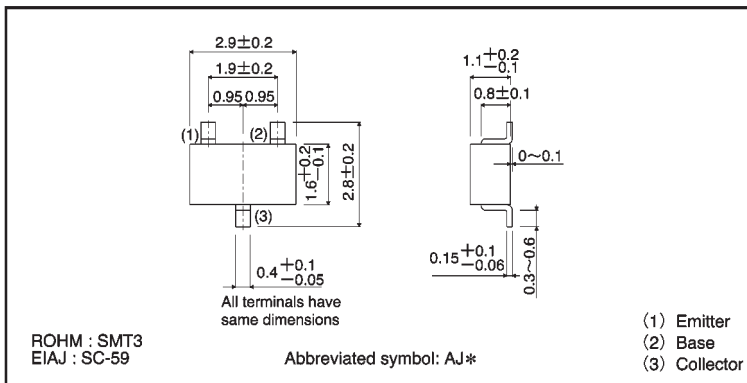 2.9±0.2
1.9±0.2
0.95 0.95
(1)
(2)
1.6+0.2−0.1
2.8±0.2
(3)
0.4+0.1−0.05
All terminals have
same dimensions
1.1+0.2−0.1
0.8±0.1
0~0.1
0.15+0.1−0.06
0.3~0.6
ROHM : SMT3
EIAJ : SC-59
Abbreviated symbol: AJ*
(1) Emitter
(2) Base
(3) Collector